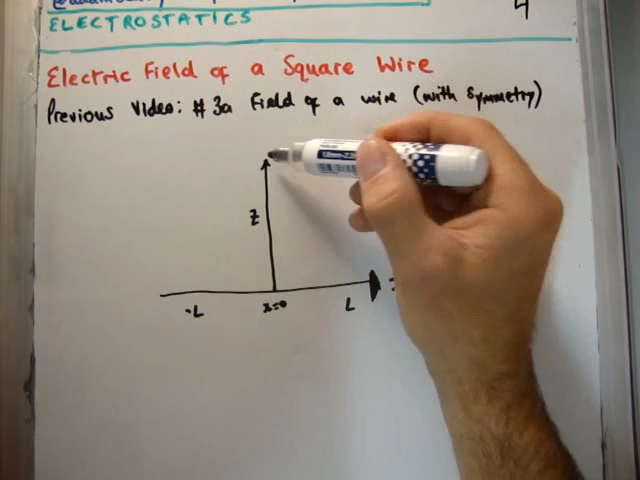 4
ELECTROSTATICS
Electric Field of a Square Wire
Previous Video: # 3a Field of a wire (with symmetry)
z
-L
x=0
L